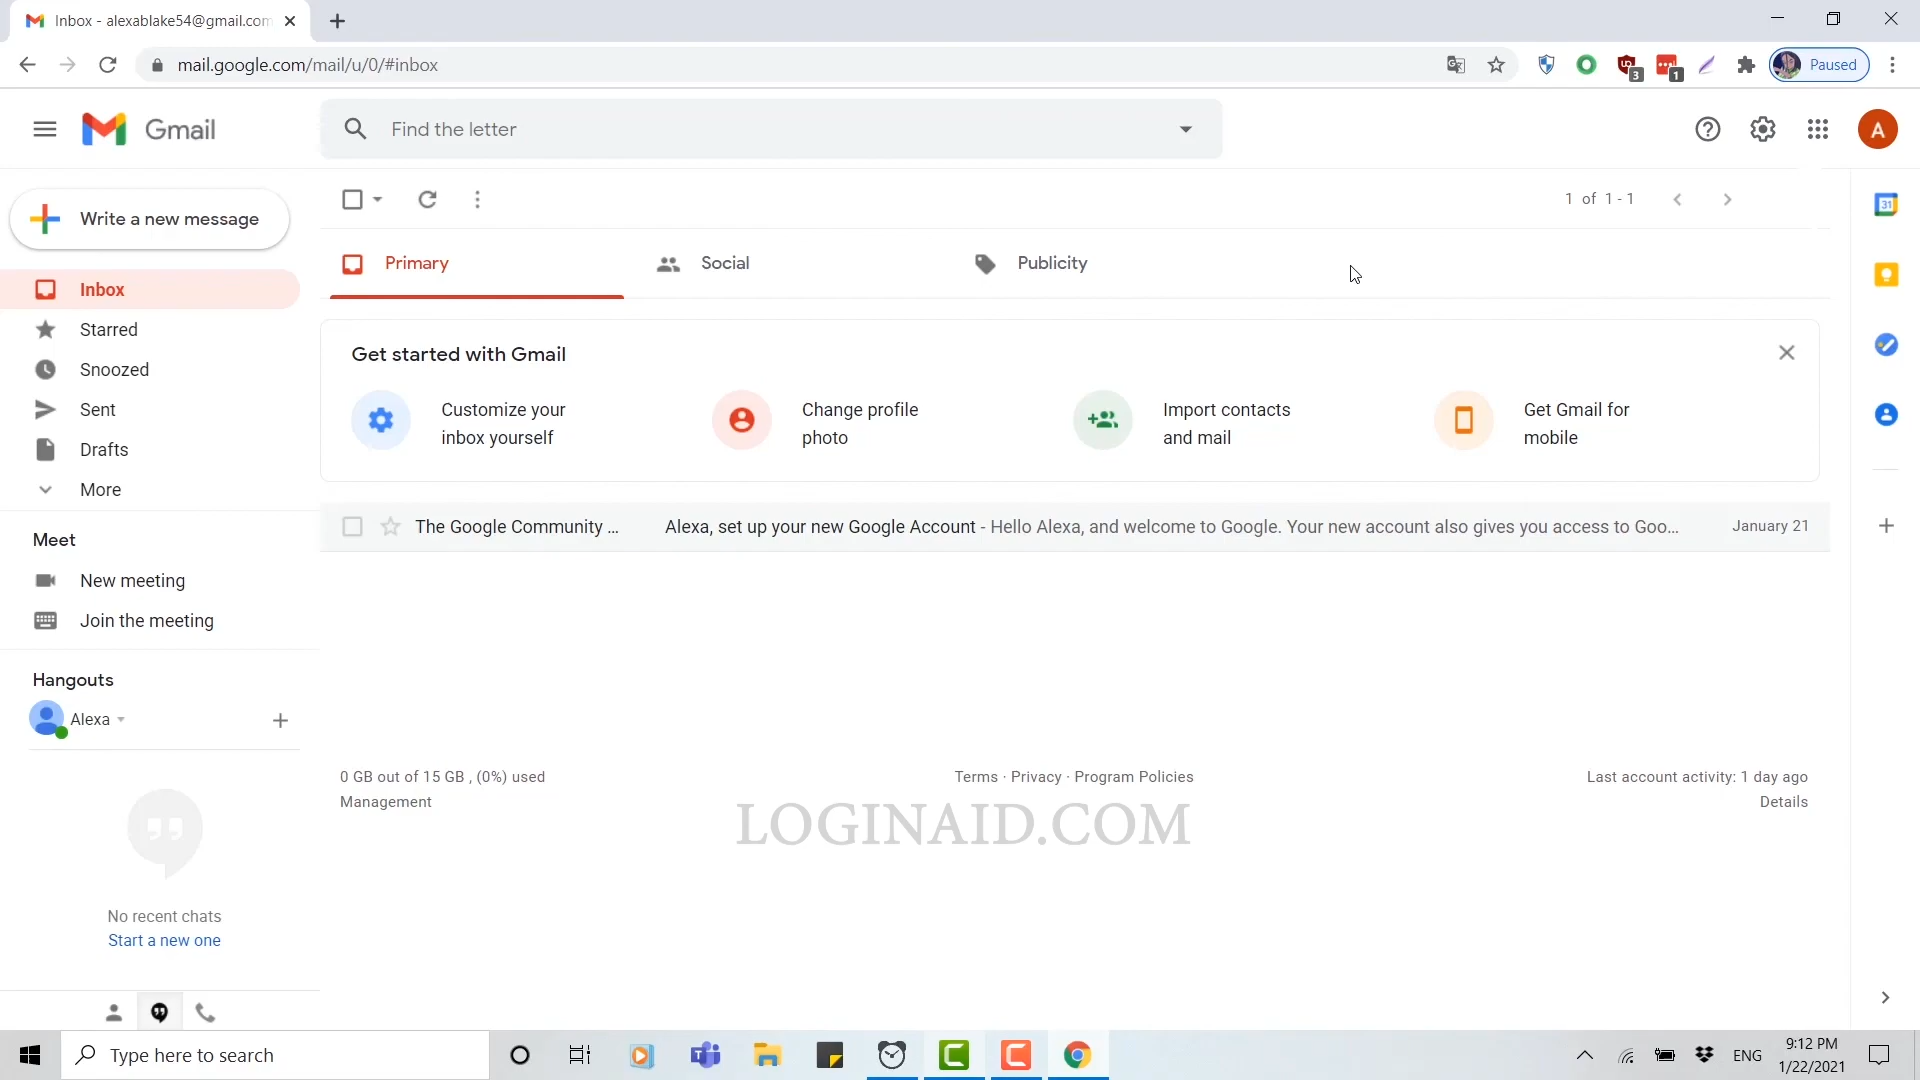 Inbox - alexablake54@gmail.com
mail.google.com/mail/u/0/#inbox
3
1
Paused
Gmail
Find the letter
A
Write a new message
1 of 1 - 1
31
Primary
Social
Publicity
Inbox
Starred
Snoozed
Sent
Drafts
More
Get started with Gmail
Customize your
inbox yourself
Change profile
photo
Import contacts
and mail
Get Gmail for
mobile
The Google Community ...
Alexa, set up your new Google Account - Hello Alexa, and welcome to Google. Your new account also gives you access to Goo...
January 21
Meet
New meeting
Join the meeting
Hangouts
Alexa
No recent chats
Start a new one
0 GB out of 15 GB , (0%) used
Management
Terms · Privacy · Program Policies
Last account activity: 1 day ago
Details
LOGINAID.COM
Type here to search
ENG
9:12 PM
1/22/2021